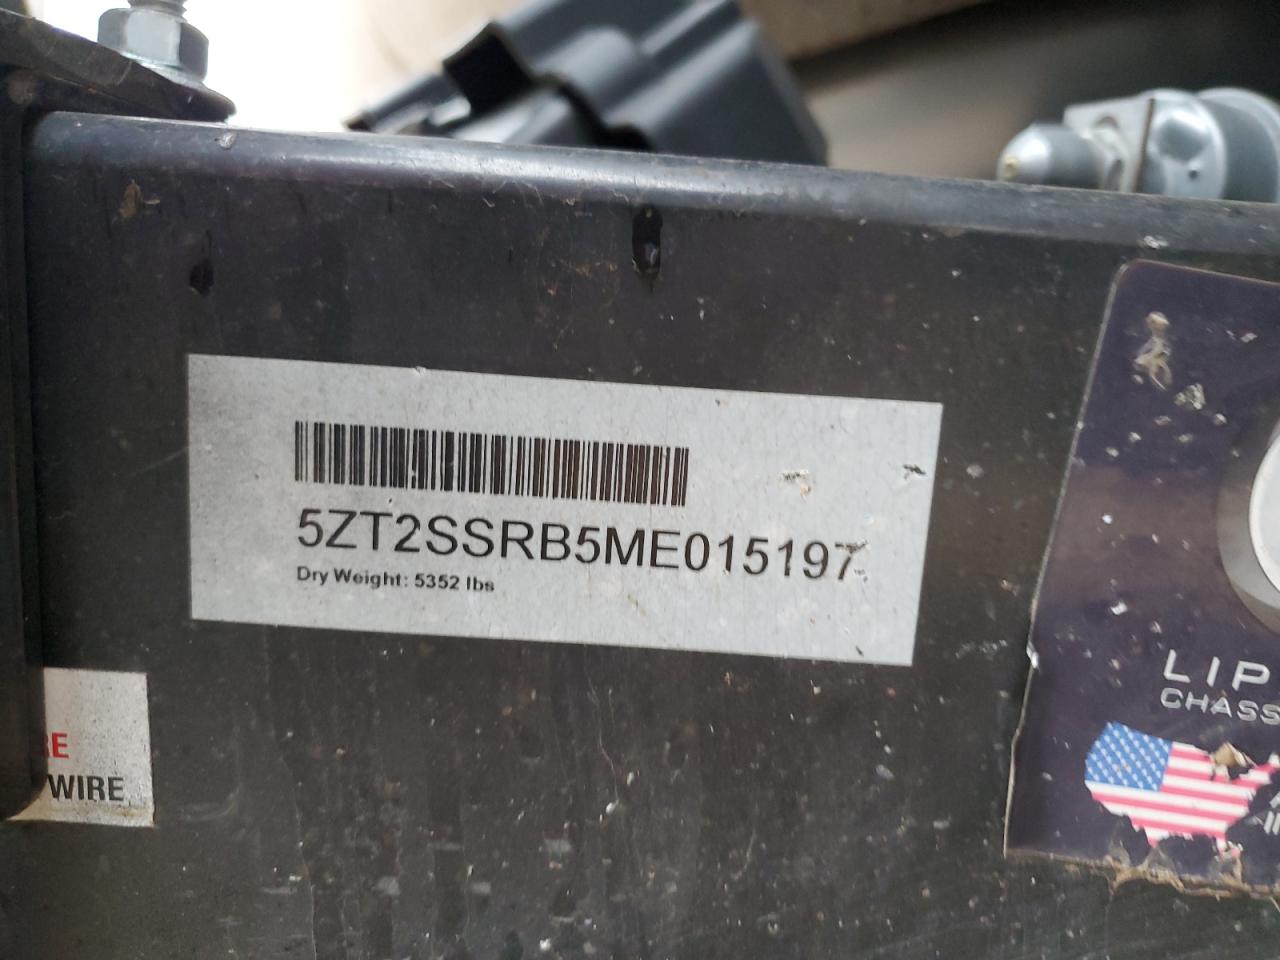 5ZT2SSRB5ME015197
Dry Weight: 5352 lbs
WIRE
LIP
CHASS